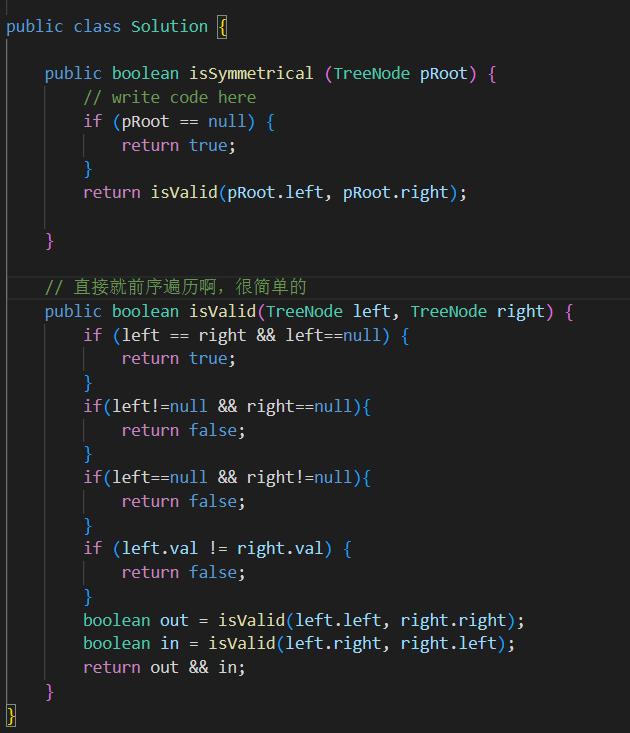 public class Solution {
public boolean isSymmetrical (TreeNode pRoot) {
// write code here
if (pRoot == null) {
return true;
}
return isValid(pRoot.left, pRoot.right);
}
// 直接就前序遍历啊，很简单的
public boolean isValid(TreeNode left, TreeNode right) {
if (left == right && left==null) {
return true;
}
if(left!=null && right==null){
return false;
}
if(left==null && right!=null){
return false;
}
if (left.val != right.val) {
return false;
}
boolean out = isValid(left.left, right.right);
boolean in = isValid(left.right, right.left);
return out && in;
}
}